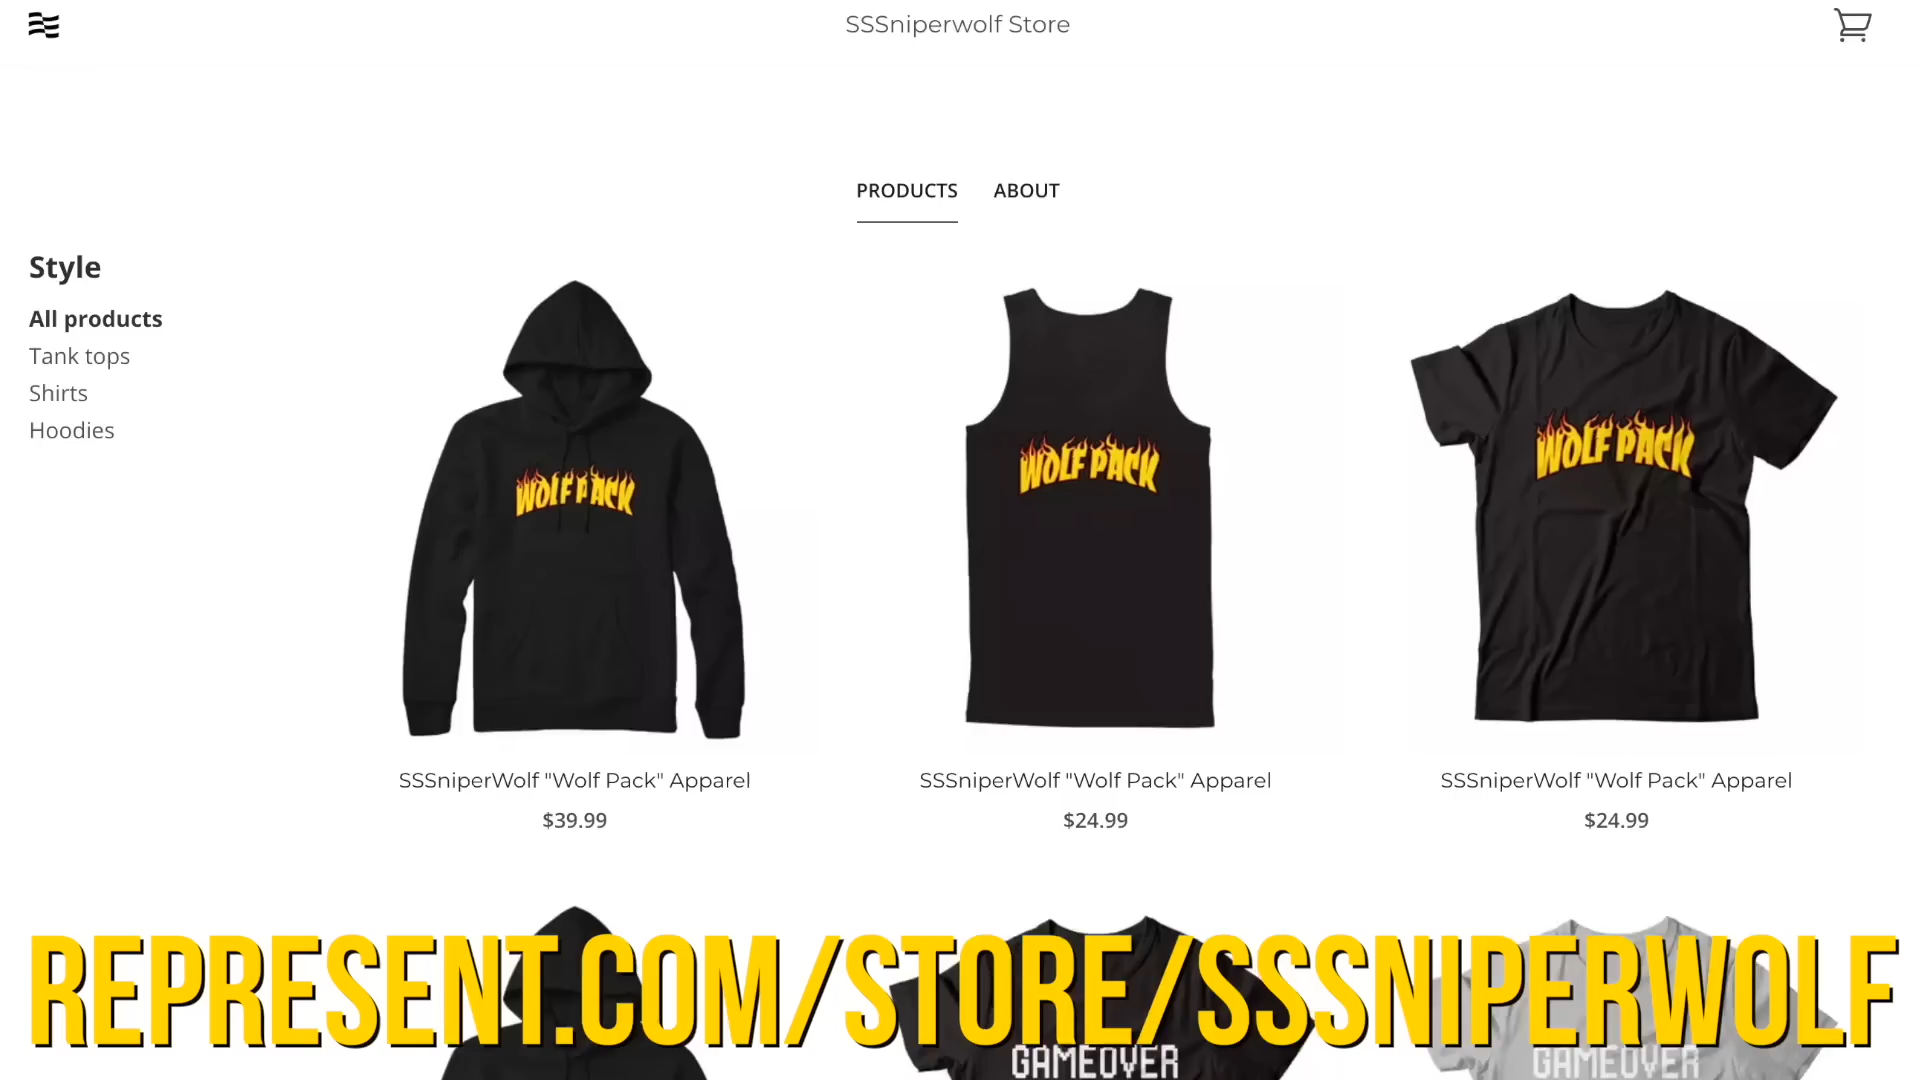 SSSniperwolf Store
PRODUCTS
ABOUT
Style
All products
Tank tops
Shirts
Hoodies
WOLF PACK
WOLF PACK
WOLF PACK
SSSniperWolf "Wolf Pack" Apparel
$39.99
SSSniperWolf "Wolf Pack" Apparel
$24.99
SSSniperWolf "Wolf Pack" Apparel
$24.99
REPRESENT.COM/STORE/SSSNIPERWOLF
GAMEOVER
GAMEOVER